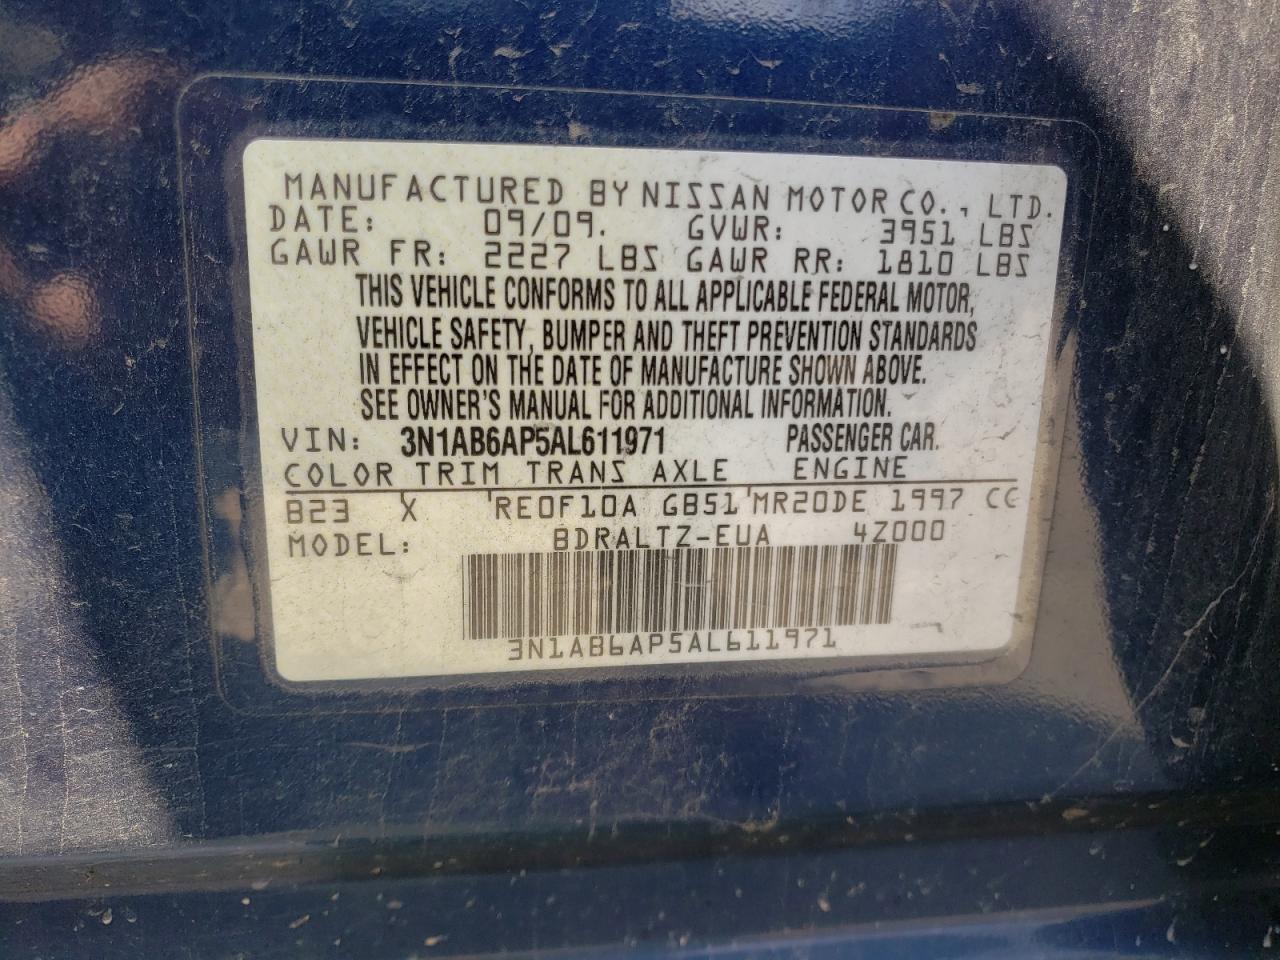 MANUFACTURED BY NISSAN MOTOR CO., LTD.
DATE: 09/09. GVWR: 3951 LBS
GAWR FR: 2227 LBS GAWR RR: 1810 LBS
THIS VEHICLE CONFORMS TO ALL APPLICABLE FEDERAL MOTOR,
VEHICLE SAFETY, BUMPER AND THEFT PREVENTION STANDARDS
IN EFFECT ON THE DATE OF MANUFACTURE SHOWN ABOVE.
SEE OWNER'S MANUAL FOR ADDITIONAL INFORMATION.
VIN: 3N1AB6AP5AL611971 PASSENGER CAR.
COLOR TRIM TRANS AXLE ENGINE
B23 X 'RE0F10A GB51'MR20DE 1997 CC
MODEL: BDRALTZ-EUA 4Z000
3N1AB6AP5AL611971